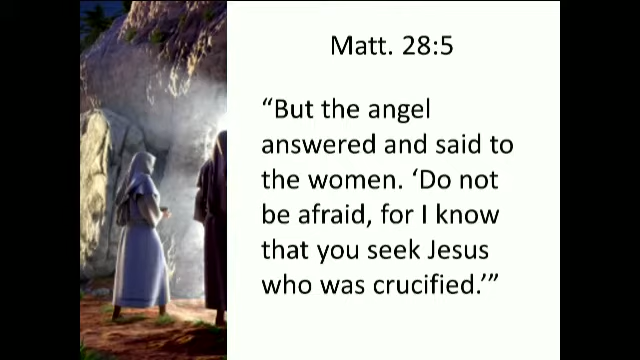 Matt. 28:5
“But the angel
answered and said to
the women. ‘Do not
be afraid, for I know
that you seek Jesus
who was crucified.’”